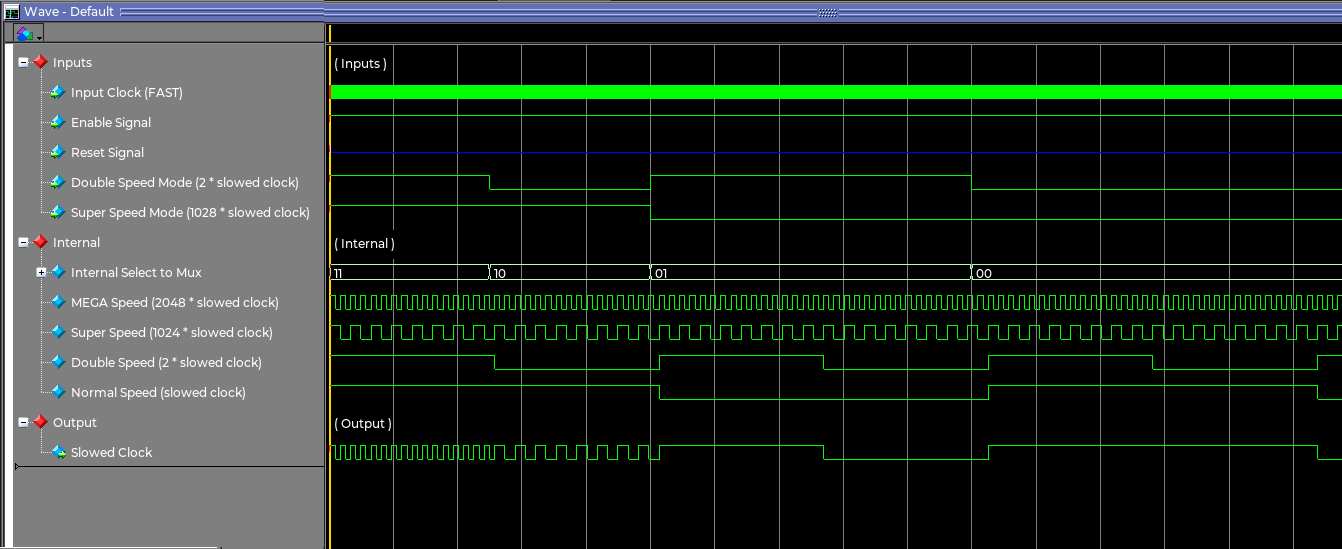 Wave - Default
Inputs
( Inputs )
Input Clock (FAST)
Enable Signal
Reset Signal
Double Speed Mode (2 * slowed clock)
Super Speed Mode (1028 * slowed clock)
Internal
( Internal )
Internal Select to Mux
11 10 01 00
MEGA Speed (2048 * slowed clock)
Super Speed (1024 * slowed clock)
Double Speed (2 * slowed clock)
Normal Speed (slowed clock)
Output
( Output )
Slowed Clock